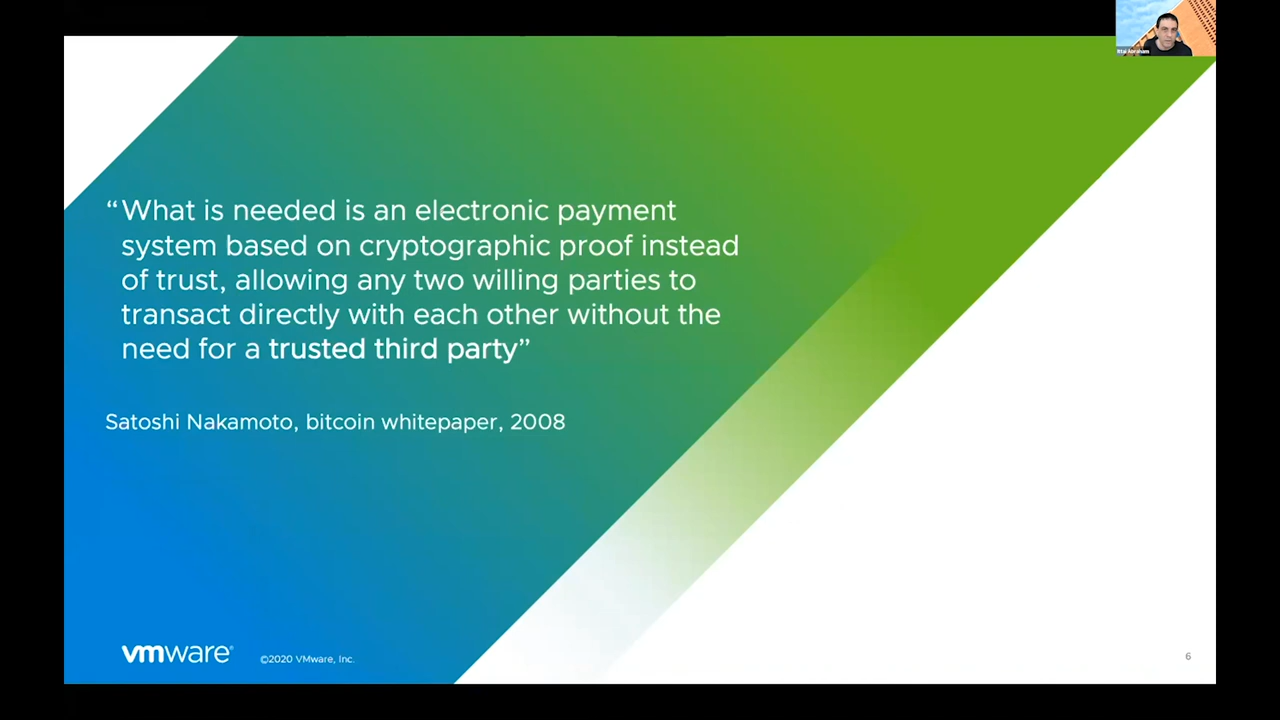 Ittai Abraham
“What is needed is an electronic payment
system based on cryptographic proof instead
of trust, allowing any two willing parties to
transact directly with each other without the
need for a trusted third party”
Satoshi Nakamoto, bitcoin whitepaper, 2008
vmware®
©2020 VMware, Inc.
6